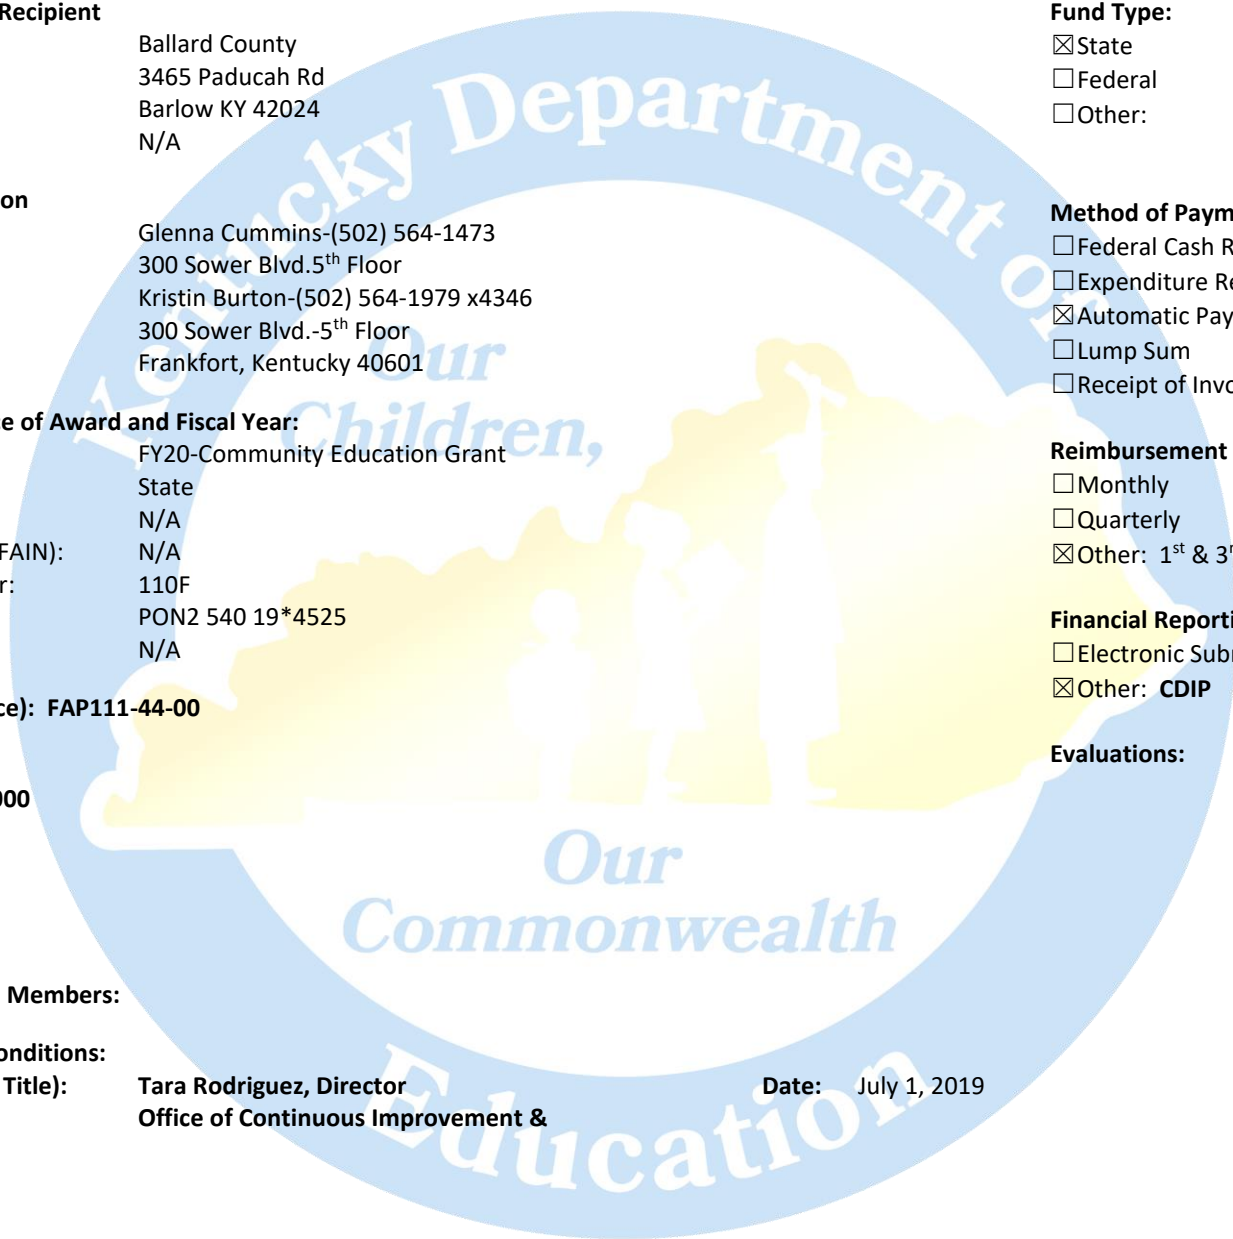 Recipient
Ballard County
3465 Paducah Rd
Barlow KY 42024
N/A
on
Glenna Cummins-(502) 564-1473
300 Sower Blvd.5th Floor
Kristin Burton-(502) 564-1979 x4346
300 Sower Blvd.-5th Floor
Frankfort, Kentucky 40601
e of Award and Fiscal Year:
FY20-Community Education Grant
State
N/A
FAIN): N/A
r: 110F
PON2 540 19*4525
N/A
ce): FAP111-44-00
000
Members:
onditions:
Title): Tara Rodriguez, Director Date: July 1, 2019
Office of Continuous Improvement &
Fund Type:
☒State
☐Federal
☐Other:
Method of Paym
☐Federal Cash R
☐Expenditure Re
☒Automatic Pay
☐Lump Sum
☐Receipt of Invo
Reimbursement
☐Monthly
☐Quarterly
☒Other: 1st & 3r
Financial Reporti
☐Electronic Sub
☒Other: CDIP
Evaluations:
Kentucky Department of
Education
Our
Children,
Our
Commonwealth